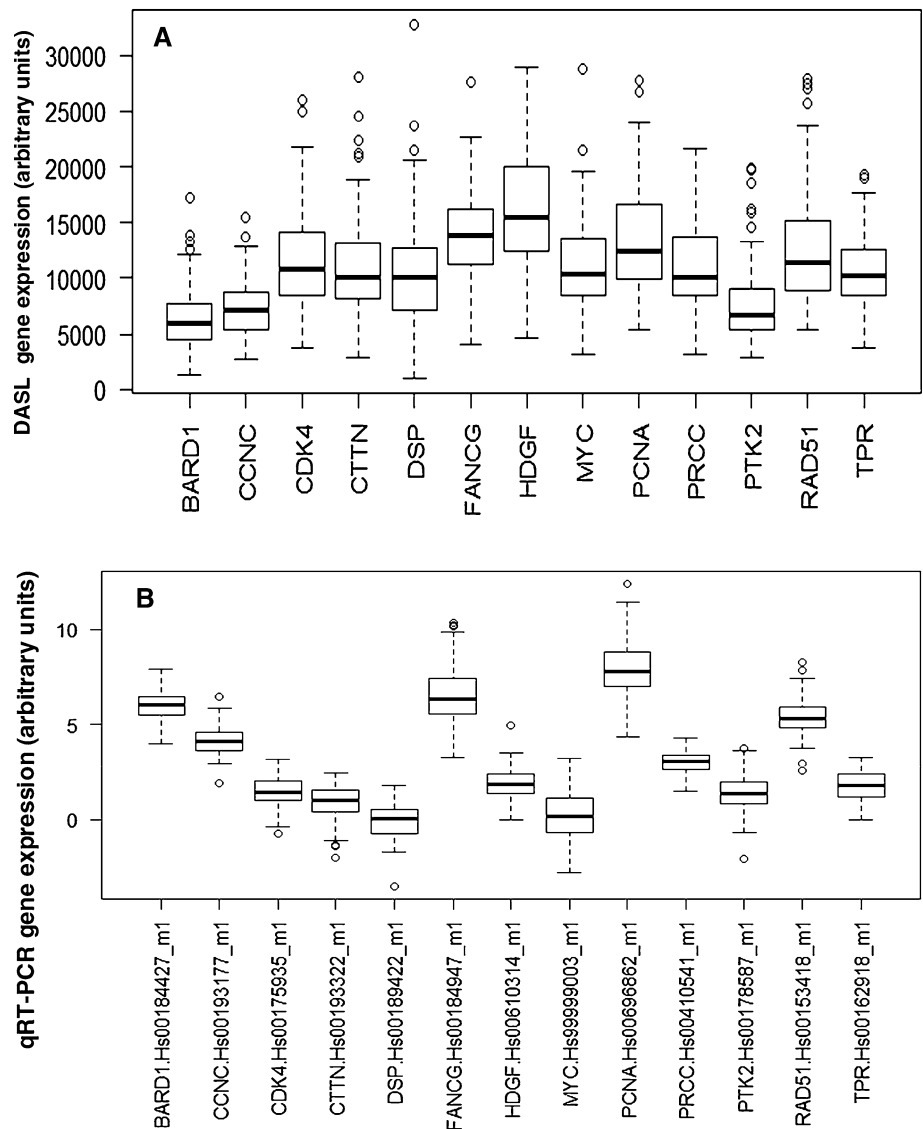 A
DASL gene expression (arbitrary units)
30000
25000
20000
15000
10000
5000
0
BARD1
CCNC
CDK4
CTTN
DSP
FANCG
HDGF
MYC
PCNA
PRCC
PTK2
RAD51
TPR
B
qRT-PCR gene expression (arbitrary units)
10
5
0
BARD1.Hs00184427_m1
CCNC.Hs00193177_m1
CDK4.Hs00175935_m1
CTTN.Hs00193322_m1
DSP.Hs00189422_m1
FANCG.Hs00184947_m1
HDGF.Hs00610314_m1
MYC.Hs99999003_m1
PCNA.Hs00696862_m1
PRCC.Hs00410541_m1
PTK2.Hs00178587_m1
RAD51.Hs00153418_m1
TPR.Hs00162918_m1